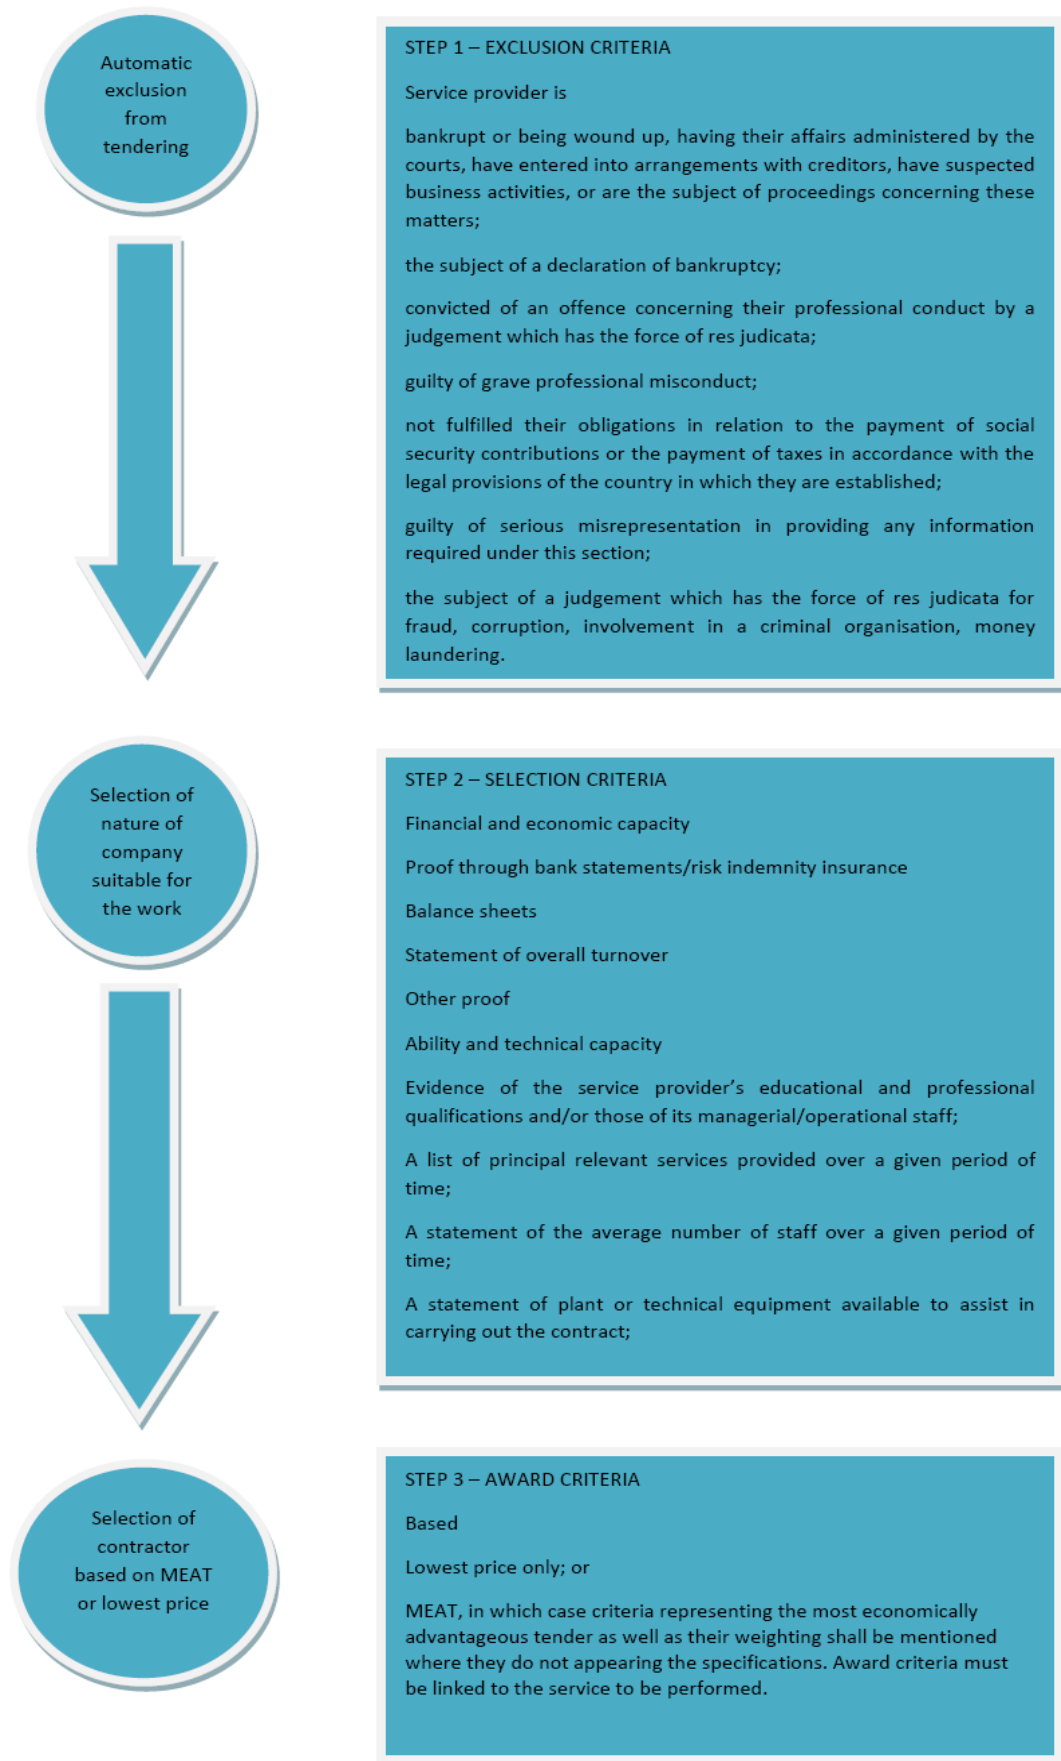 Automatic
exclusion
from
tendering
STEP 1 – EXCLUSION CRITERIA
Service provider is
bankrupt or being wound up, having their affairs administered by the
courts, have entered into arrangements with creditors, have suspected
business activities, or are the subject of proceedings concerning these
matters;
the subject of a declaration of bankruptcy;
convicted of an offence concerning their professional conduct by a
judgement which has the force of res judicata;
guilty of grave professional misconduct;
not fulfilled their obligations in relation to the payment of social
security contributions or the payment of taxes in accordance with the
legal provisions of the country in which they are established;
guilty of serious misrepresentation in providing any information
required under this section;
the subject of a judgement which has the force of res judicata for
fraud, corruption, involvement in a criminal organisation, money
laundering.
Selection of
nature of
company
suitable for
the work
STEP 2 – SELECTION CRITERIA
Financial and economic capacity
Proof through bank statements/risk indemnity insurance
Balance sheets
Statement of overall turnover
Other proof
Ability and technical capacity
Evidence of the service provider's educational and professional
qualifications and/or those of its managerial/operational staff;
A list of principal relevant services provided over a given period of
time;
A statement of the average number of staff over a given period of
time;
A statement of plant or technical equipment available to assist in
carrying out the contract;
Selection of
contractor
based on MEAT
or lowest price
STEP 3 – AWARD CRITERIA
Based
Lowest price only; or
MEAT, in which case criteria representing the most economically
advantageous tender as well as their weighting shall be mentioned
where they do not appearing the specifications. Award criteria must
be linked to the service to be performed.